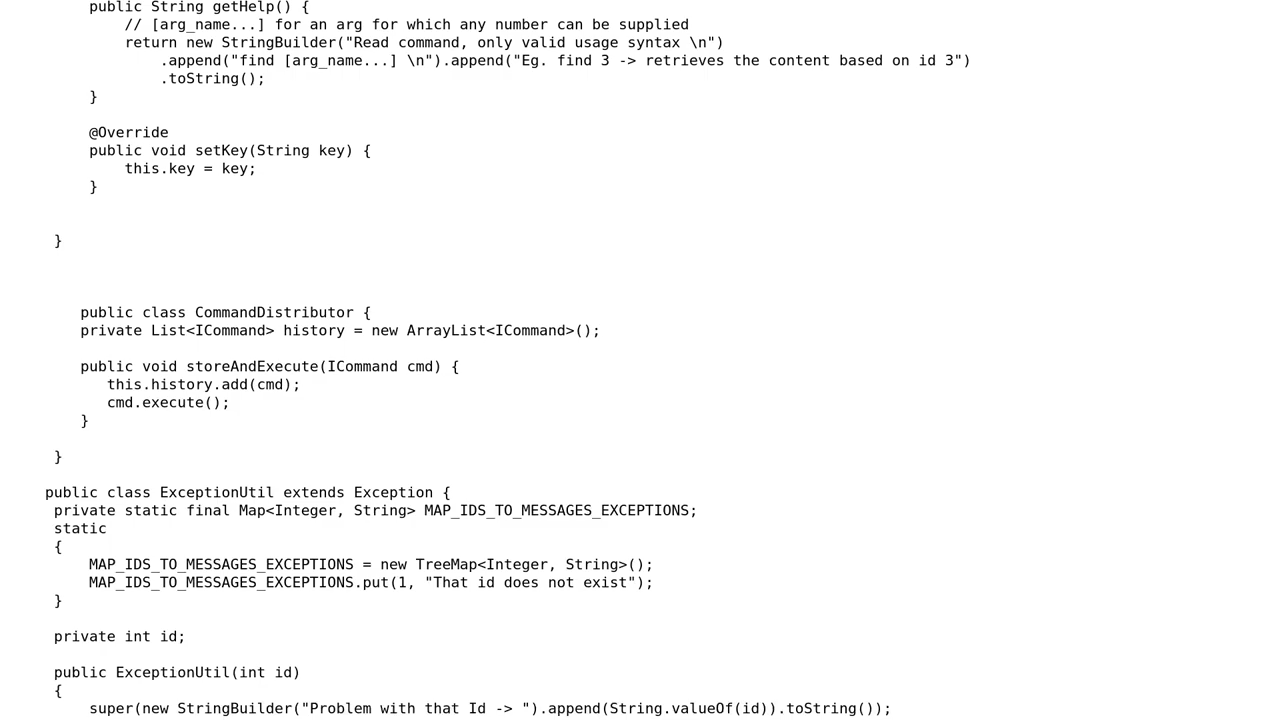 public String getHelp() {
// [arg_name...] for an arg for which any number can be supplied
return new StringBuilder("Read command, only valid usage syntax \n")
.append("find [arg_name...] \n").append("Eg. find 3 -> retrieves the content based on id 3")
.toString();
}
@Override
public void setKey(String key) {
this.key = key;
}
}
public class CommandDistributor {
private List<ICommand> history = new ArrayList<ICommand>();
public void storeAndExecute(ICommand cmd) {
this.history.add(cmd);
cmd.execute();
}
}
public class ExceptionUtil extends Exception {
private static final Map<Integer, String> MAP_IDS_TO_MESSAGES_EXCEPTIONS;
static
{
MAP_IDS_TO_MESSAGES_EXCEPTIONS = new TreeMap<Integer, String>();
MAP_IDS_TO_MESSAGES_EXCEPTIONS.put(1, "That id does not exist");
}
private int id;
public ExceptionUtil(int id)
{
super(new StringBuilder("Problem with that Id -> ").append(String.valueOf(id)).toString());